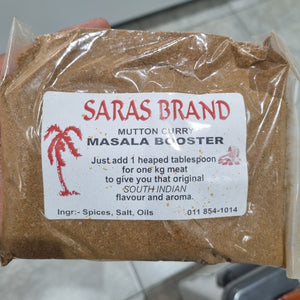 SARAS BRAND
MUTTON CURRY
MASALA BOOSTER
Just add 1 heaped tablespoon
for one kg meat
to give you that original
SOUTH INDIAN
flavour and aroma.
Ingr:- Spices, Salt, Oils 011 854-1014